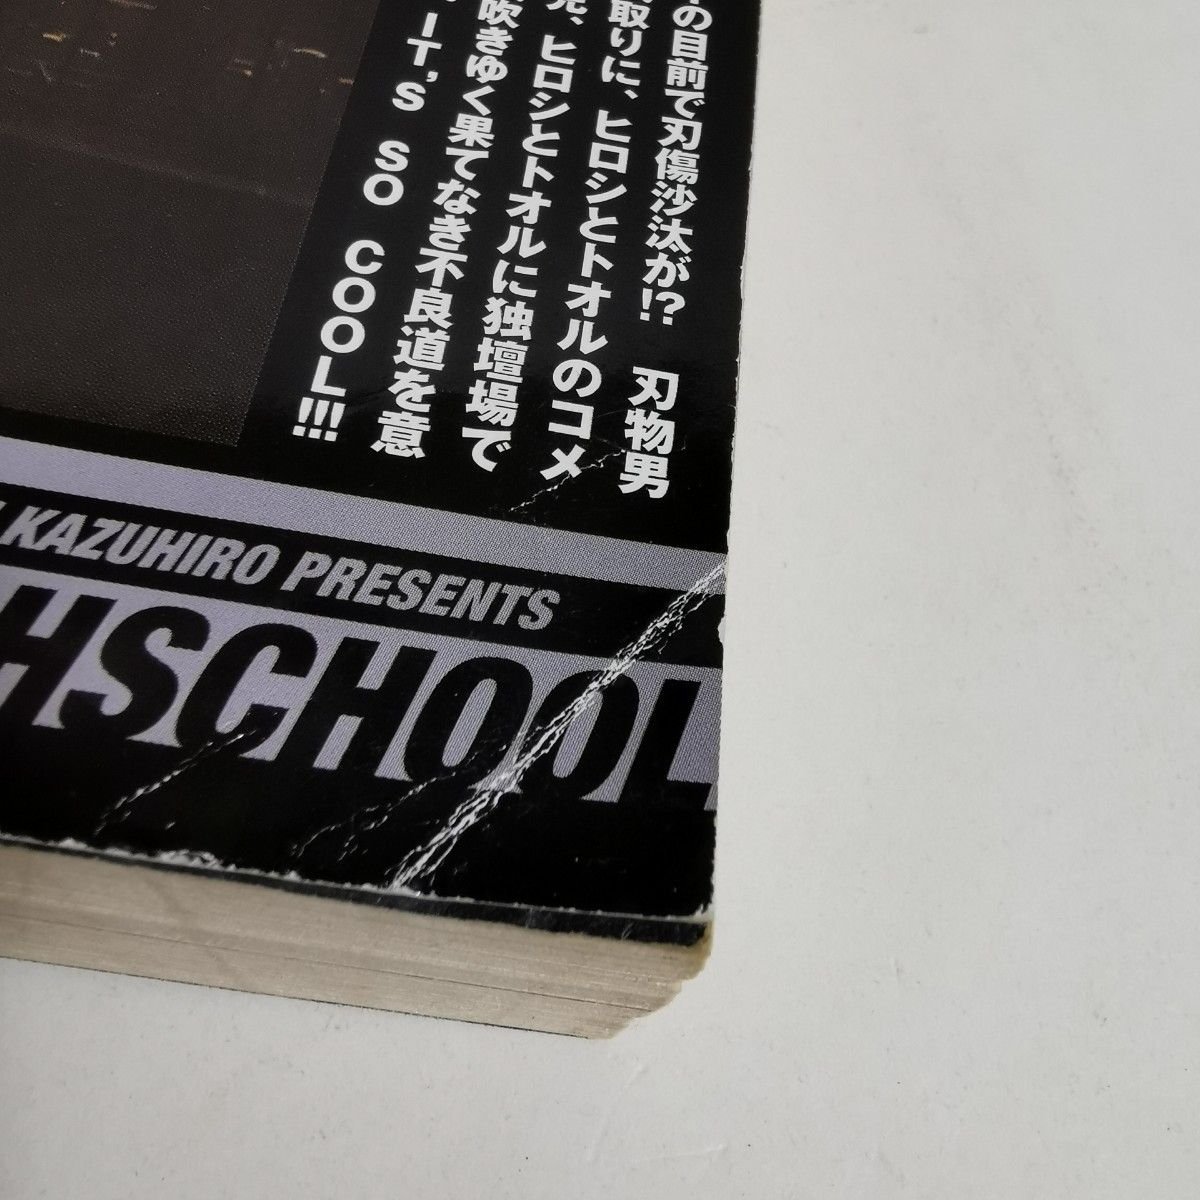 の目前で刃傷沙汰が!? 刃物男
取りに、ヒロシとトオルのコメ
、ヒロシとトオルに独壇場で
吹きゆく果てなき不良道を意
IT'S SO COOL!!!
KAZUHIRO PRESENTS
HSCHOOL